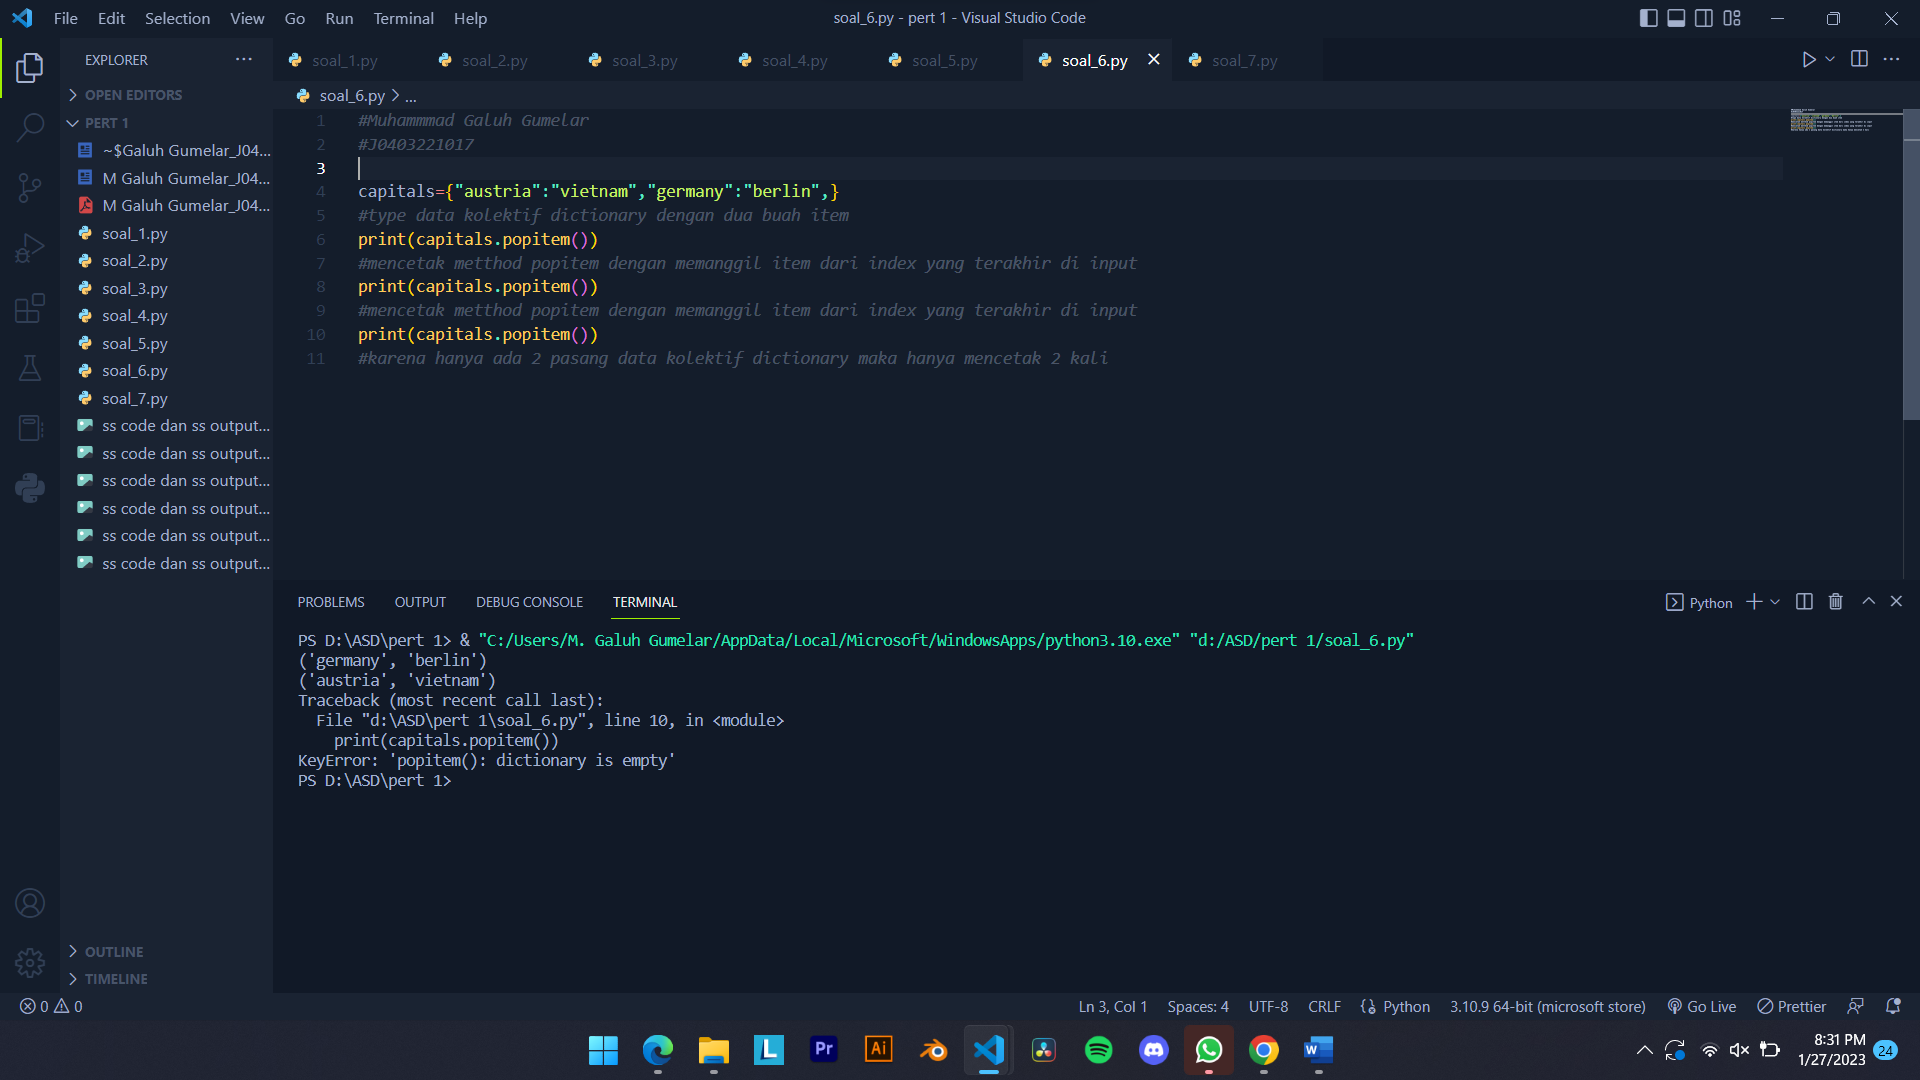 File Edit Selection View Go Run Terminal Help
soal_6.py - pert 1 - Visual Studio Code
EXPLORER
soal_1.py
soal_2.py
soal_3.py
soal_4.py
soal_5.py
soal_6.py
soal_7.py
OPEN EDITORS
PERT 1
~$Galuh Gumelar_J04...
M Galuh Gumelar_J04...
M Galuh Gumelar_J04...
soal_1.py
soal_2.py
soal_3.py
soal_4.py
soal_5.py
soal_6.py
soal_7.py
ss code dan ss output...
ss code dan ss output...
ss code dan ss output...
ss code dan ss output...
ss code dan ss output...
ss code dan ss output...
OUTLINE
TIMELINE
soal_6.py > ...
1 #Muhammmad Galuh Gumelar
2 #J0403221017
3
4 capitals={"austria":"vietnam","germany":"berlin",}
5 #type data kolektif dictionary dengan dua buah item
6 print(capitals.popitem())
7 #mencetak metthod popitem dengan memanggil item dari index yang terakhir di input
8 print(capitals.popitem())
9 #mencetak metthod popitem dengan memanggil item dari index yang terakhir di input
10 print(capitals.popitem())
11 #karena hanya ada 2 pasang data kolektif dictionary maka hanya mencetak 2 kali
PROBLEMS OUTPUT DEBUG CONSOLE TERMINAL
Python
PS D:\ASD\pert 1> & "C:/Users/M. Galuh Gumelar/AppData/Local/Microsoft/WindowsApps/python3.10.exe" "d:/ASD/pert 1/soal_6.py"
('germany', 'berlin')
('austria', 'vietnam')
Traceback (most recent call last):
File "d:\ASD\pert 1\soal_6.py", line 10, in <module>
print(capitals.popitem())
KeyError: 'popitem(): dictionary is empty'
PS D:\ASD\pert 1>
0 0
Ln 3, Col 1 Spaces: 4 UTF-8 CRLF Python 3.10.9 64-bit (microsoft store) Go Live Prettier
L Pr Ai W
8:31 PM
1/27/2023
24